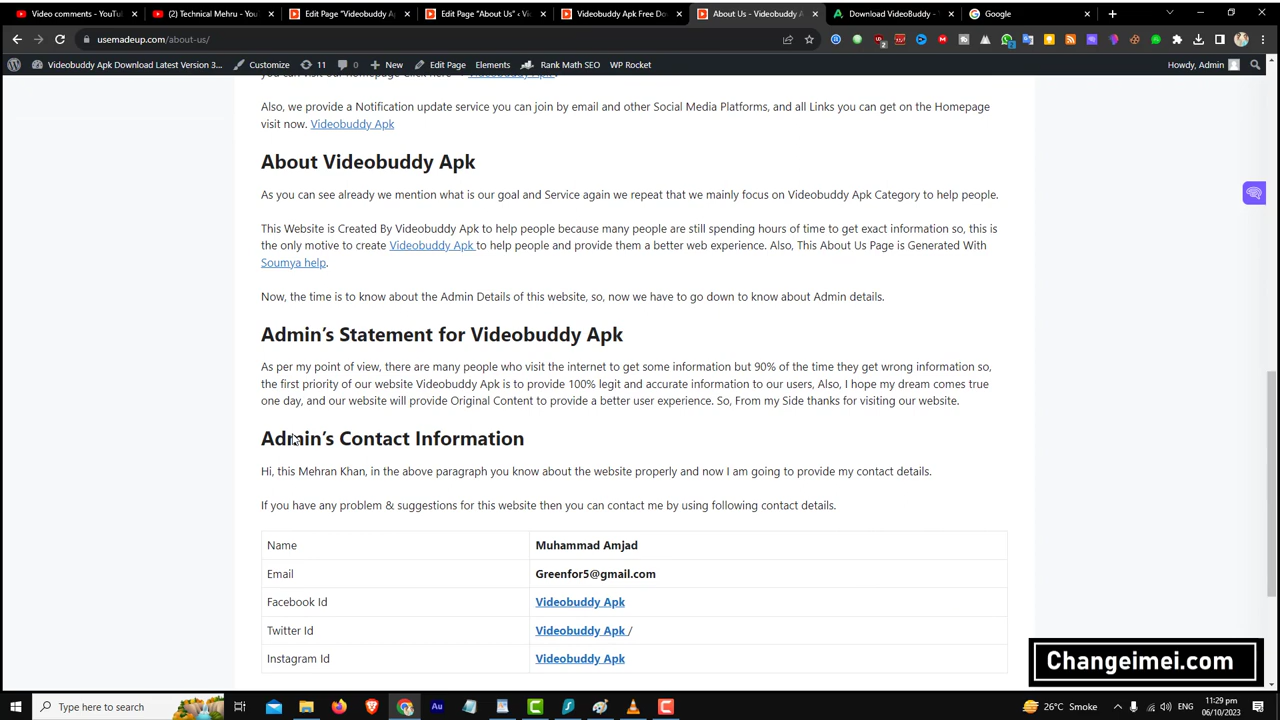 Video comments - YouTu
(2) Technical Mehru - You
Edit Page "Videobuddy Ap
Edit Page "About Us" ‹ Vi
Videobuddy Apk Free Do
About Us - Videobuddy A
Download VideoBuddy -
Google
usemadeup.com/about-us/
Videobuddy Apk Download Latest Version 3...
Customize
11
0
New
Edit Page
Elements
Rank Math SEO
WP Rocket
Howdy, Admin
you can visit our homepage Click here → Videobuddy Apk.
Also, we provide a Notification update service you can join by email and other Social Media Platforms, and all Links you can get on the Homepage
visit now. Videobuddy Apk
About Videobuddy Apk
As you can see already we mention what is our goal and Service again we repeat that we mainly focus on Videobuddy Apk Category to help people.
This Website is Created By Videobuddy Apk to help people because many people are still spending hours of time to get exact information so, this is
the only motive to create Videobuddy Apk to help people and provide them a better web experience. Also, This About Us Page is Generated With
Soumya help.
Now, the time is to know about the Admin Details of this website, so, now we have to go down to know about Admin details.
Admin's Statement for Videobuddy Apk
As per my point of view, there are many people who visit the internet to get some information but 90% of the time they get wrong information so,
the first priority of our website Videobuddy Apk is to provide 100% legit and accurate information to our users, Also, I hope my dream comes true
one day, and our website will provide Original Content to provide a better user experience. So, From my Side thanks for visiting our website.
Admin's Contact Information
Hi, this Mehran Khan, in the above paragraph you know about the website properly and now I am going to provide my contact details.
If you have any problem & suggestions for this website then you can contact me by using following contact details.
Name Muhammad Amjad
Email Greenfor5@gmail.com
Facebook Id Videobuddy Apk
Twitter Id Videobuddy Apk /
Instagram Id Videobuddy Apk
Changeimei.com
Type here to search
26°C Smoke
ENG
11:29 pm
06/10/2023